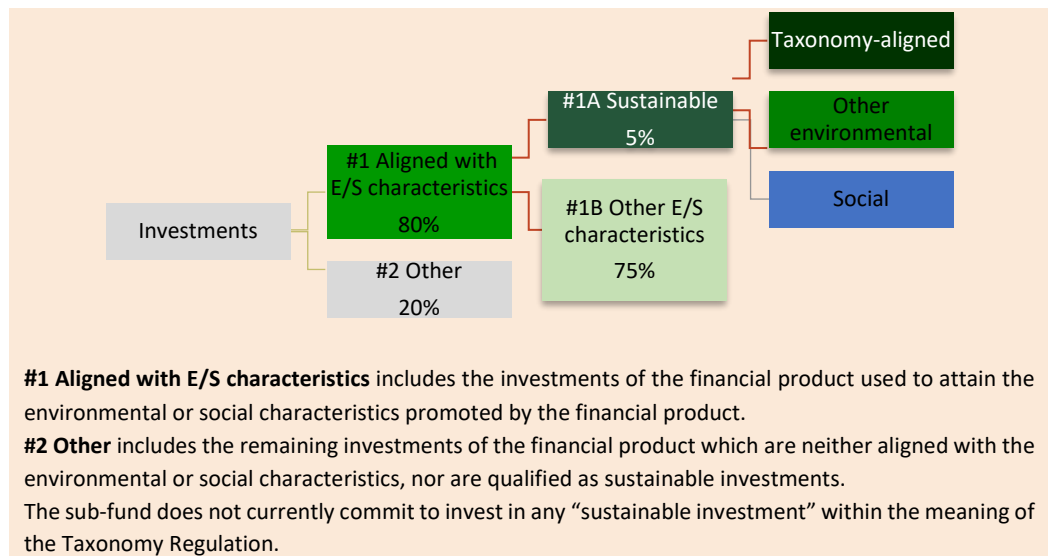 Taxonomy-aligned
#1A Sustainable
5%
Other
environmental
#1 Aligned with
E/S characteristics
80%
#1B Other E/S
characteristics
75%
Social
Investments
#2 Other
20%
#1 Aligned with E/S characteristics includes the investments of the financial product used to attain the
environmental or social characteristics promoted by the financial product.
#2 Other includes the remaining investments of the financial product which are neither aligned with the
environmental or social characteristics, nor are qualified as sustainable investments.
The sub-fund does not currently commit to invest in any “sustainable investment” within the meaning of
the Taxonomy Regulation.